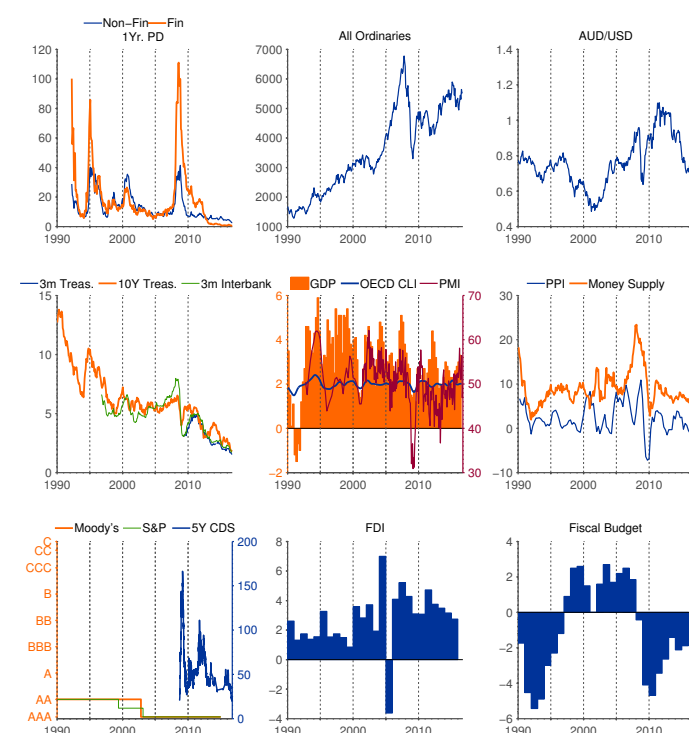 Non-Fin Fin
1Yr. PD
120
100
80
60
40
20
0
1990 2000 2010
All Ordinaries
7000
6000
5000
4000
3000
2000
1000
1990 2000 2010
AUD/USD
1.4
1.2
1
0.8
0.6
0.4
1990 2000 2010
3m Treas. 10Y Treas. 3m Interbank
15
10
5
0
1990 2000 2010
GDP OECD CLI PMI
6
4
2
0
-2
70
60
50
40
30
1990 2000 2010
PPI Money Supply
30
20
10
0
-10
1990 2000 2010
Moody's S&P 5Y CDS
C
CC
CCC
B
BB
BBB
A
AA
AAA
200
150
100
50
0
1990 2000 2010
FDI
8
6
4
2
0
-2
-4
1990 2000 2010
Fiscal Budget
4
2
0
-2
-4
-6
1990 2000 2010